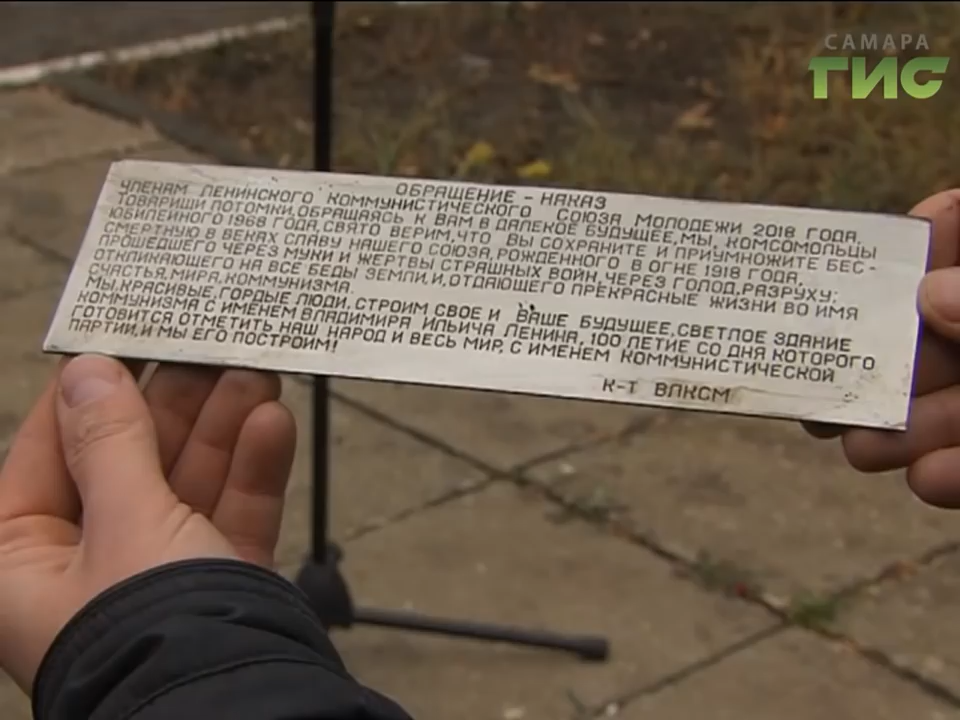 САМАРА
ГИС
ОБРАЩЕНИЕ - НАКАЗ
ЧЛЕНАМ ЛЕНИНСКОГО КОММУНИСТИЧЕСКОГО СОЮЗА МОЛОДЕЖИ 2018 ГОДА.
ТОВАРИЩИ ПОТОМКИ, ОБРАЩАЯСЬ К ВАМ В ДАЛЕКОЕ БУДУЩЕЕ, МЫ, КОМСОМОЛЬЦЫ
ЮБИЛЕЙНОГО 1968 ГОДА, СВЯТО ВЕРИМ, ЧТО ВЫ СОХРАНИТЕ И ПРИУМНОЖИТЕ БЕС-
СМЕРТНУЮ В ВЕКАХ СЛАВУ НАШЕГО СОЮЗА, РОЖДЕННОГО В ОГНЕ 1918 ГОДА,
ПРОШЕДШЕГО ЧЕРЕЗ МУКИ И ЖЕРТВЫ СТРАШНЫХ ВОЙН, ЧЕРЕЗ ГОЛОД, РАЗРУХУ;
ОТКЛИКАЮЩЕГО НА ВСЕ БЕДЫ ЗЕМЛИ, И, ОТДАЮЩЕГО ПРЕКРАСНЫЕ ЖИЗНИ ВО ИМЯ
СЧАСТЬЯ, МИРА, КОММУНИЗМА.
МЫ, КРАСИВЫЕ, ГОРДЫЕ ЛЮДИ, СТРОИМ СВОЕ И ВАШЕ БУДУЩЕЕ, СВЕТЛОЕ ЗДАНИЕ
КОММУНИЗМА С ИМЕНЕМ ВЛАДИМИРА ИЛЬИЧА ЛЕНИНА, 100 ЛЕТИЕ СО ДНЯ КОТОРОГО
ГОТОВИТСЯ ОТМЕТИТЬ НАШ НАРОД И ВЕСЬ МИР, С ИМЕНЕМ КОММУНИСТИЧЕСКОЙ
ПАРТИИ, И МЫ ЕГО ПОСТРОИМ!
К-Т ВЛКСМ